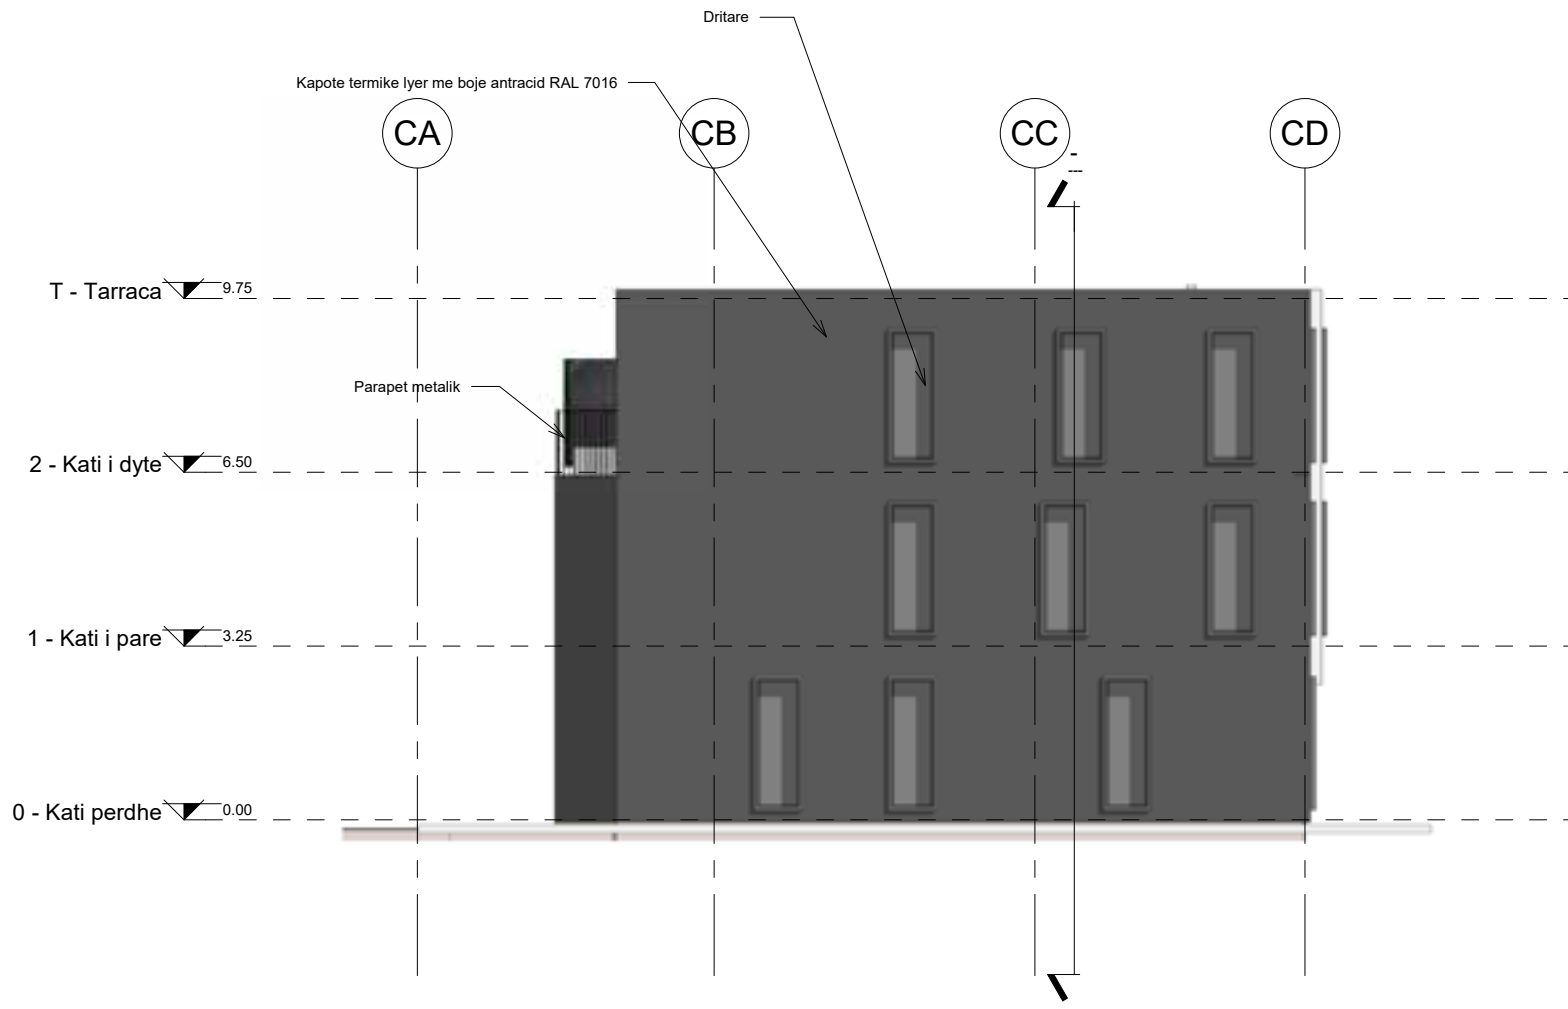 Dritare
Kapote termike lyer me boje antracid RAL 7016
CA
CB
CC
CD
-
---
T - Tarraca
9.75
Parapet metalik
2 - Kati i dyte
6.50
1 - Kati i pare
3.25
0 - Kati perdhe
0.00